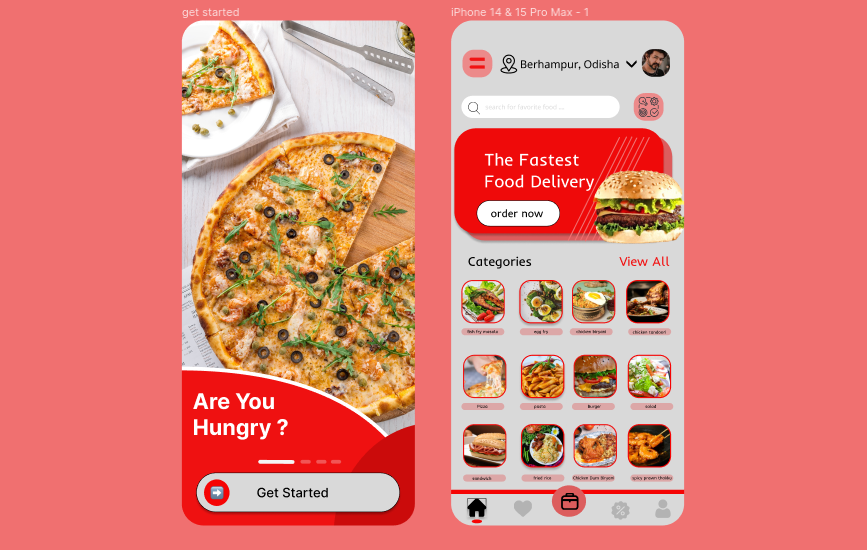 get started
iPhone 14 & 15 Pro Max - 1
Are You
Hungry ?
Get Started
Berhampur, Odisha
search for favorite food ...
The Fastest
Food Delivery
order now
Categories
View All
fish fry masala
egg fry
chicken biryani
chicken tandoori
Pizza
pasta
Burger
salad
sandwich
fried rice
Chicken Dum Biryani
spicy prawn